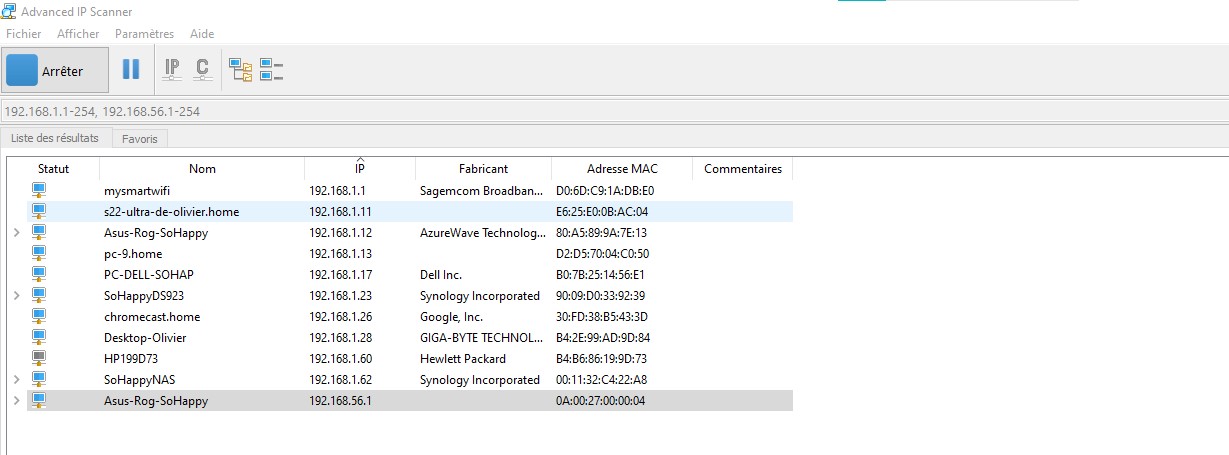 Advanced IP Scanner
Fichier Afficher Paramètres Aide
Arrêter IP C
192.168.1.1-254, 192.168.56.1-254
Liste des résultats Favoris
Statut Nom IP Fabricant Adresse MAC Commentaires
mysmartwifi 192.168.1.1 Sagemcom Broadban... D0:6D:C9:1A:DB:E0
s22-ultra-de-olivier.home 192.168.1.11 E6:25:E0:0B:AC:04
Asus-Rog-SoHappy 192.168.1.12 AzureWave Technolog... 80:A5:89:9A:7E:13
pc-9.home 192.168.1.13 D2:D5:70:04:C0:50
PC-DELL-SOHAP 192.168.1.17 Dell Inc. B0:7B:25:14:56:E1
SoHappyDS923 192.168.1.23 Synology Incorporated 90:09:D0:33:92:39
chromecast.home 192.168.1.26 Google, Inc. 30:FD:38:B5:43:3D
Desktop-Olivier 192.168.1.28 GIGA-BYTE TECHNOL... B4:2E:99:AD:9D:84
HP199D73 192.168.1.60 Hewlett Packard B4:B6:86:19:9D:73
SoHappyNAS 192.168.1.62 Synology Incorporated 00:11:32:C4:22:A8
Asus-Rog-SoHappy 192.168.56.1 0A:00:27:00:00:04